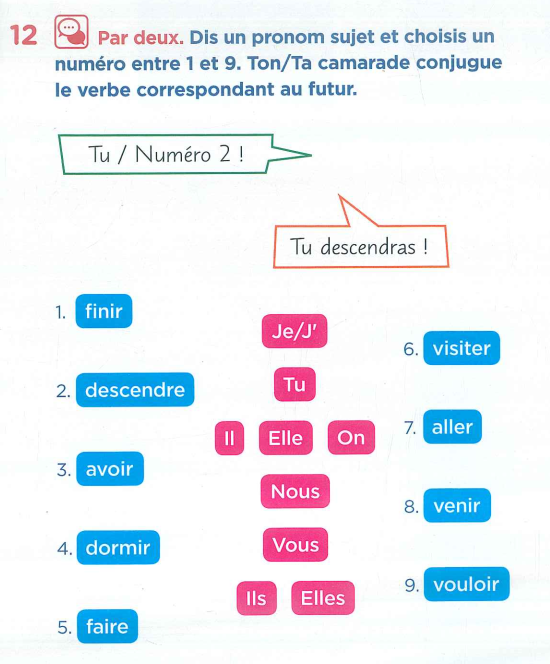 12 Par deux. Dis un pronom sujet et choisis un
numéro entre 1 et 9. Ton/Ta camarade conjugue
le verbe correspondant au futur.
Tu / Numéro 2 !
Tu descendras !
1. finir
2. descendre
3. avoir
4. dormir
5. faire
Je/J'
Tu
Il Elle On
Nous
Vous
Ils Elles
6. visiter
7. aller
8. venir
9. vouloir